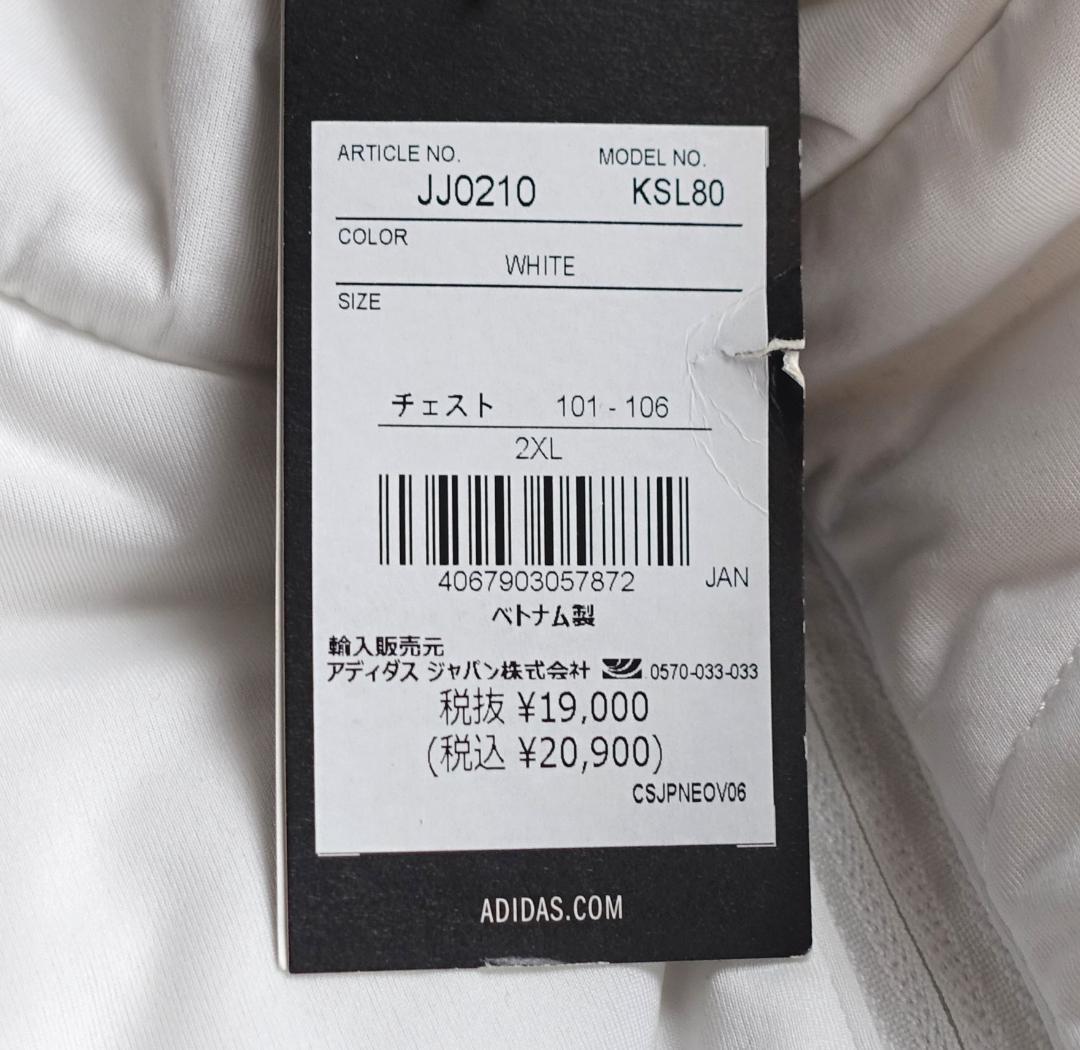 ARTICLE NO. MODEL NO.
JJ0210 KSL80
COLOR
WHITE
SIZE
チェスト 101 - 106
2XL
4067903057872 JAN
ベトナム製
輸入販売元
アディダス ジャパン株式会社 0570-033-033
税抜 ¥19,000
(税込 ¥20,900)
CSJPNEOV06
ADIDAS.COM